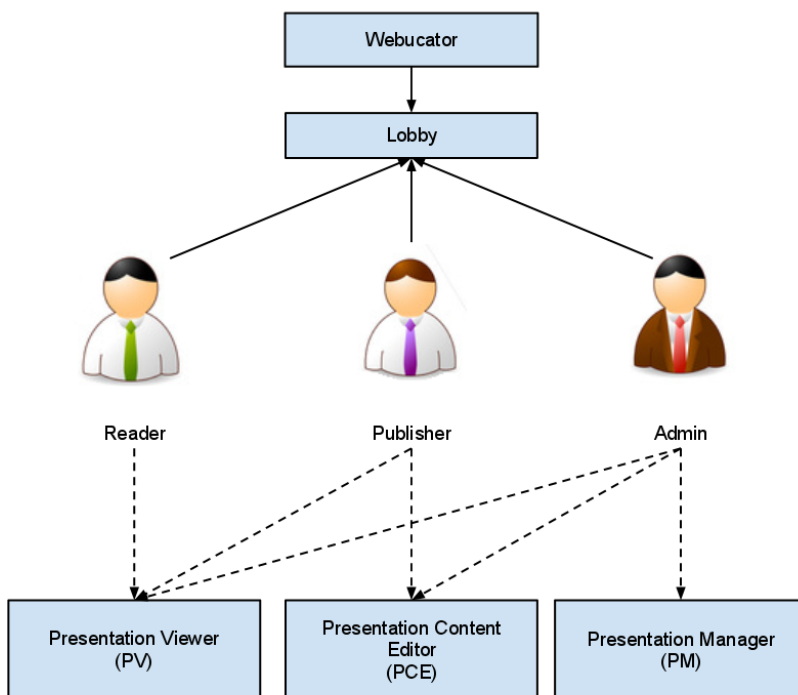 Webucator
Lobby
Reader
Publisher
Admin
Presentation Viewer
(PV)
Presentation Content
Editor
(PCE)
Presentation Manager
(PM)